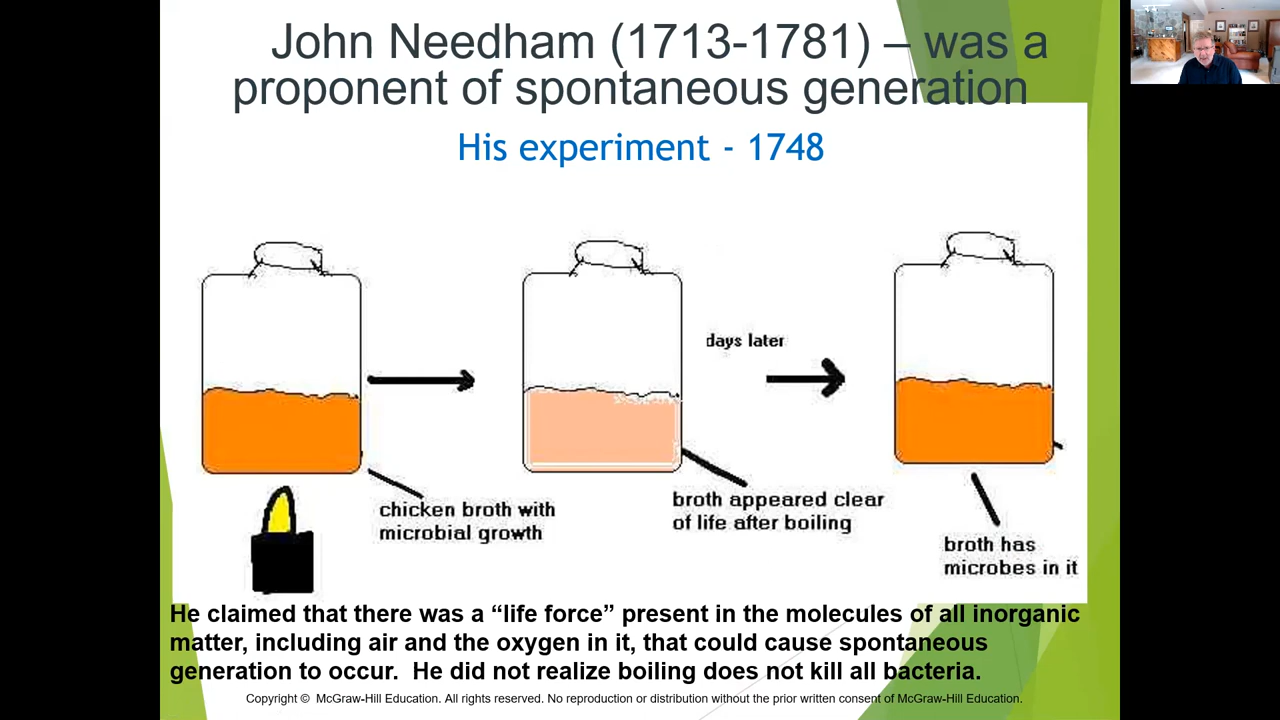 John Needham (1713-1781) – was a
proponent of spontaneous generation
His experiment - 1748
days later
chicken broth with
microbial growth
broth appeared clear
of life after boiling
broth has
microbes in it
He claimed that there was a “life force” present in the molecules of all inorganic
matter, including air and the oxygen in it, that could cause spontaneous
generation to occur.  He did not realize boiling does not kill all bacteria.
Copyright © McGraw-Hill Education. All rights reserved. No reproduction or distribution without the prior written consent of McGraw-Hill Education.